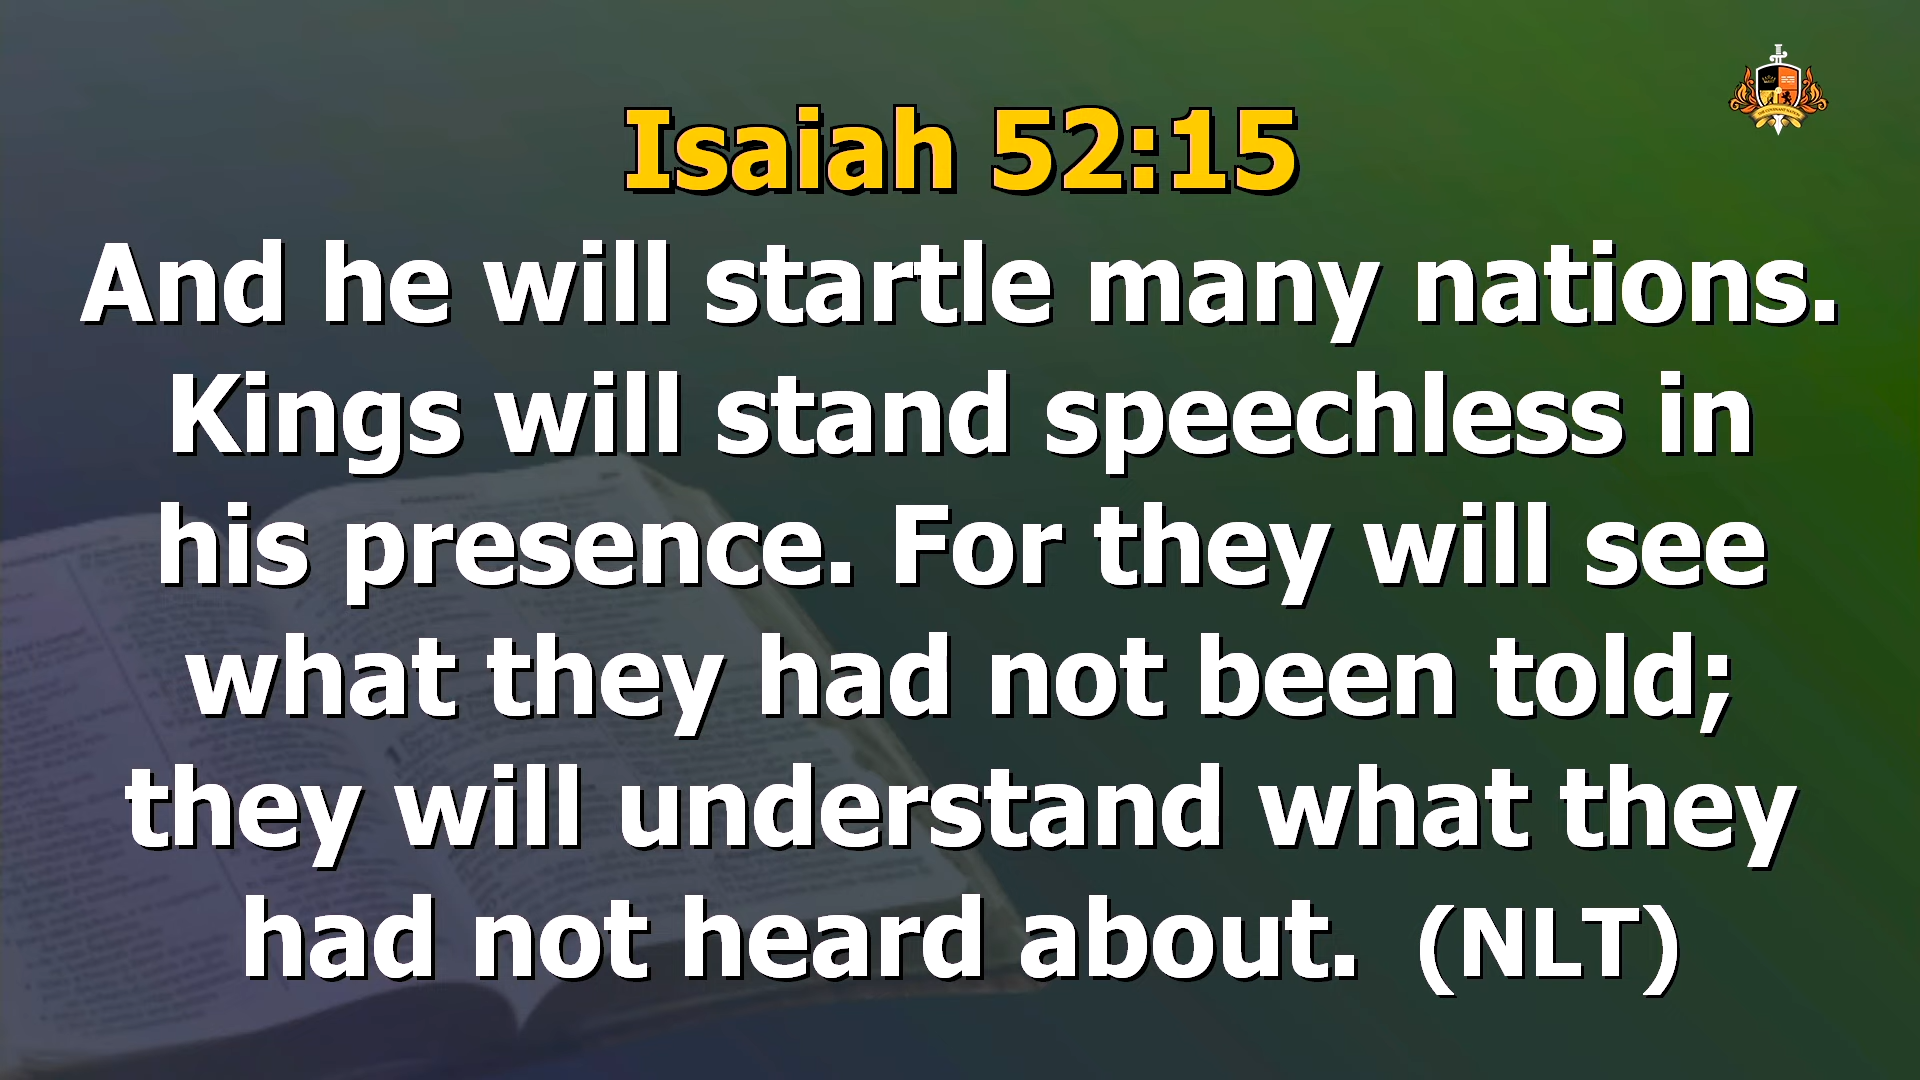 Isaiah 52:15
And he will startle many nations.
Kings will stand speechless in
his presence. For they will see
what they had not been told;
they will understand what they
had not heard about.  (NLT)